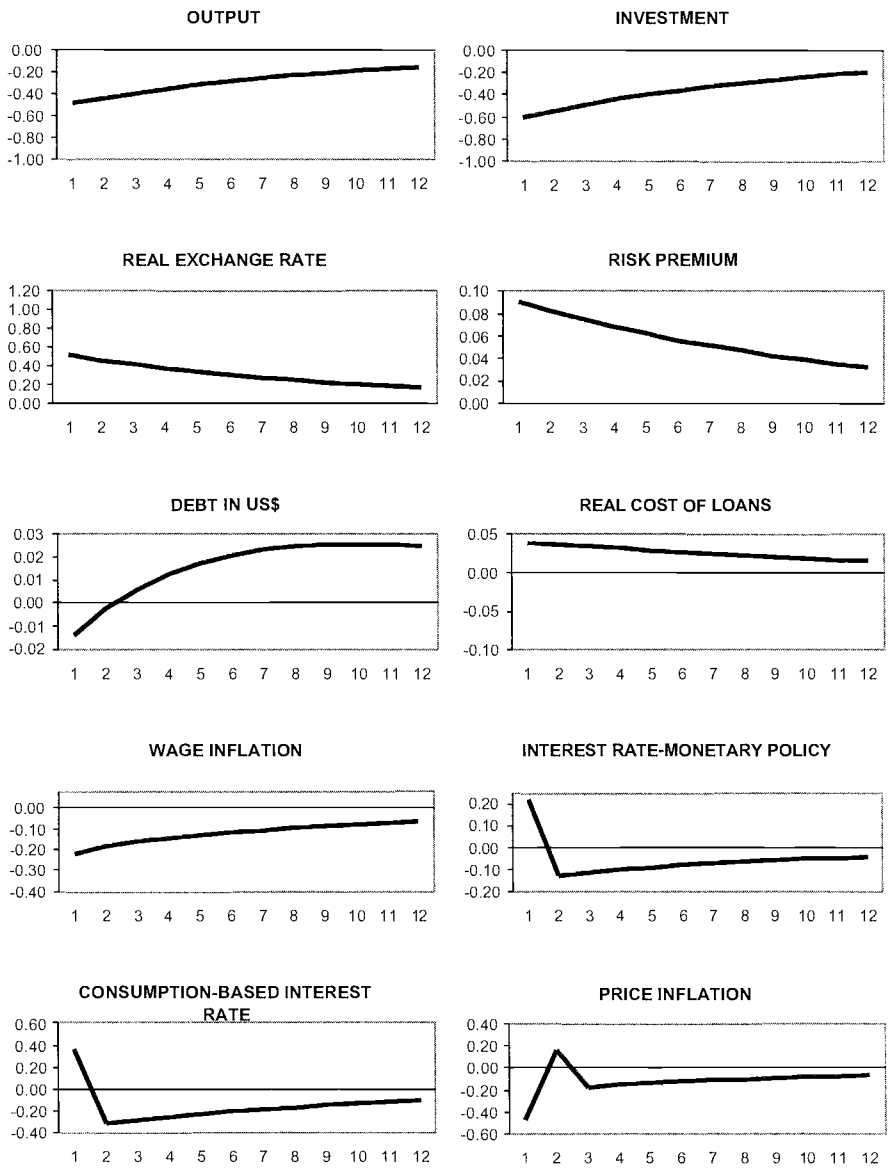 OUTPUT
0.00
-0.20
-0.40
-0.60
-0.80
-1.00
1 2 3 4 5 6 7 8 9 10 11 12
INVESTMENT
0.00
-0.20
-0.40
-0.60
-0.80
-1.00
1 2 3 4 5 6 7 8 9 10 11 12
REAL EXCHANGE RATE
1.20
1.00
0.80
0.60
0.40
0.20
0.00
1 2 3 4 5 6 7 8 9 10 11 12
RISK PREMIUM
0.10
0.08
0.06
0.04
0.02
0.00
1 2 3 4 5 6 7 8 9 10 11 12
DEBT IN US$
0.03
0.02
0.01
0.00
-0.01
-0.02
1 2 3 4 5 6 7 8 9 10 11 12
REAL COST OF LOANS
0.05
0.00
-0.05
-0.10
1 2 3 4 5 6 7 8 9 10 11 12
WAGE INFLATION
0.00
-0.10
-0.20
-0.30
-0.40
1 2 3 4 5 6 7 8 9 10 11 12
INTEREST RATE-MONETARY POLICY
0.20
0.10
0.00
-0.10
-0.20
1 2 3 4 5 6 7 8 9 10 11 12
CONSUMPTION-BASED INTEREST
RATE
0.60
0.40
0.20
0.00
-0.20
-0.40
1 2 3 4 5 6 7 8 9 10 11 12
PRICE INFLATION
0.40
0.20
0.00
-0.20
-0.40
-0.60
1 2 3 4 5 6 7 8 9 10 11 12